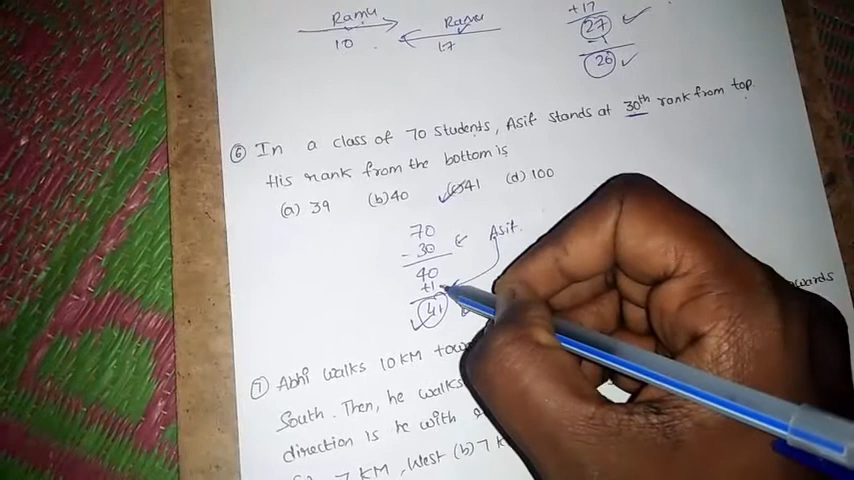 Ramu Ramu +17
10 17 27
-1
26
6 In a class of 70 students, Asif stands at 30th rank from top.
His rank from the bottom is
(a) 39 (b) 40 (c) 41 (d) 100
70
-30 Asif.
40
+1
41
7 Abhi walks 10 KM
South. Then, he walks
direction is he with
7 KM, West (b) 7 K